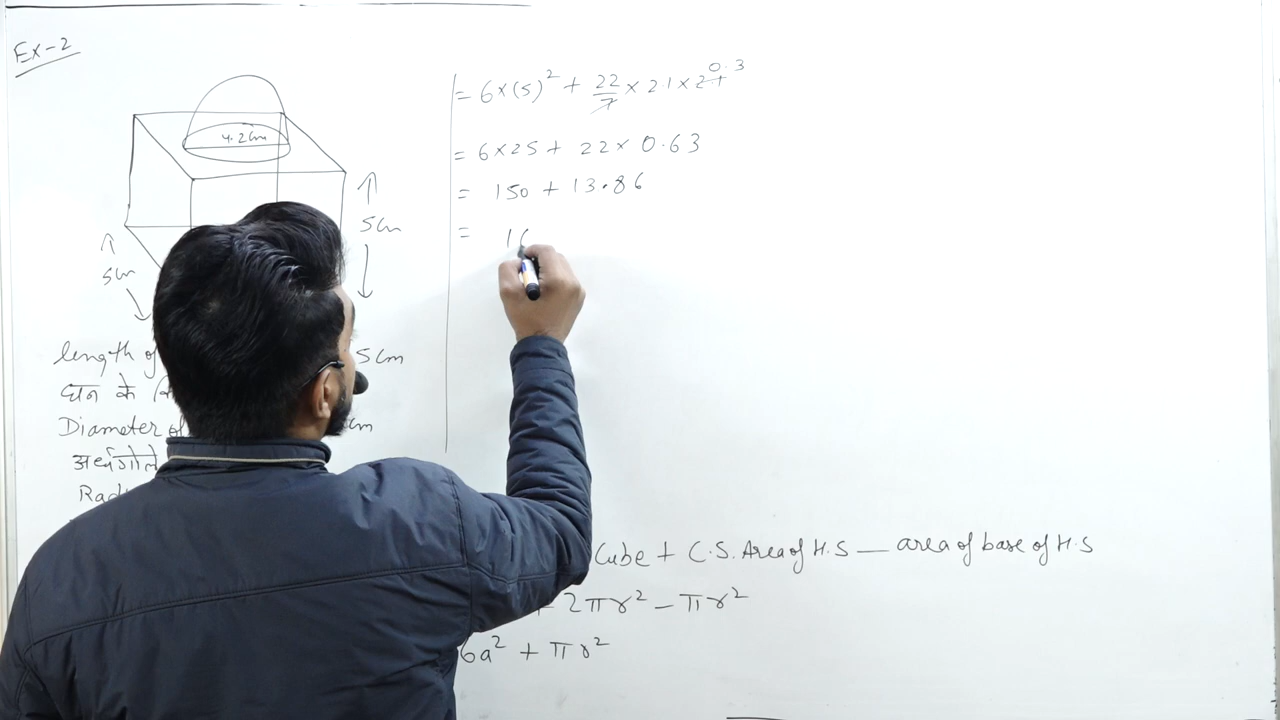 Ex-2
4.2cm
5cm
5cm
length of
5cm
घन के
Diameter of
cm
= 6×(5)² + 22/7 × 2.1 × 2.1 0.3
= 6×25 + 22× 0.63
= 150 + 13.86
= 16
Cube + C.S. Area of H.S — area of base of H.S
+ 2πr² — πr²
6a² + πr²